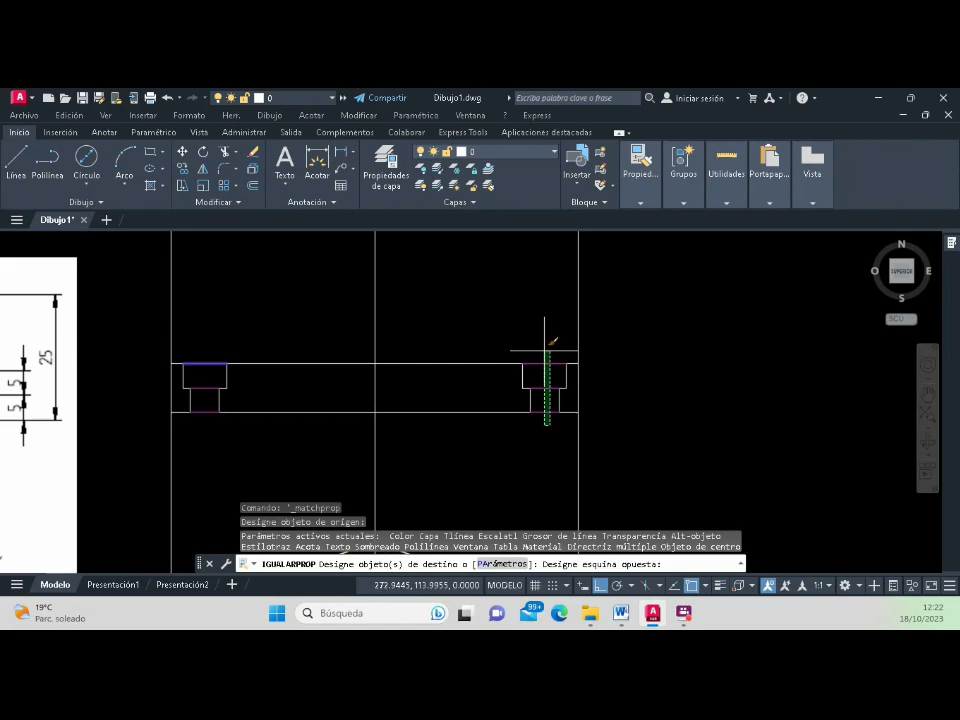 0
Compartir
Dibujo1.dwg
Escriba palabra clave o frase
Iniciar sesión
Archivo Edición Ver Insertar Formato Herr. Dibujo Acotar Modificar Paramétrico Ventana ? Express
Inicio Inserción Anotar Paramétrico Vista Administrar Salida Complementos Colaborar Express Tools Aplicaciones destacadas
0
Línea Polilínea Círculo Arco Texto Acotar Propiedades de capa Insertar Propied... Grupos Utilidades Portapap... Vista
Dibujo Modificar Anotación Capas Bloque
Dibujo1*
N
O SUPERIOR E
S
SCU
25
5
5
Comando: '_matchprop
Designe objeto de origen:
Parámetros activos actuales: Color Capa Tlínea Escalatl Grosor de línea Transparencia Alt-objeto
Estilotraz Acota Texto Sombreado Polilínea Ventana Tabla Material Directriz múltiple Objeto de centro
IGUALARPROP Designe objeto(s) de destino o [PArámetros]: Designe esquina opuesta:
Modelo Presentación1 Presentación2 +
272.9445, 113.9955, 0.0000 MODELO 1:1
19°C
Parc. soleado
Búsqueda
99+
12:22
18/10/2023